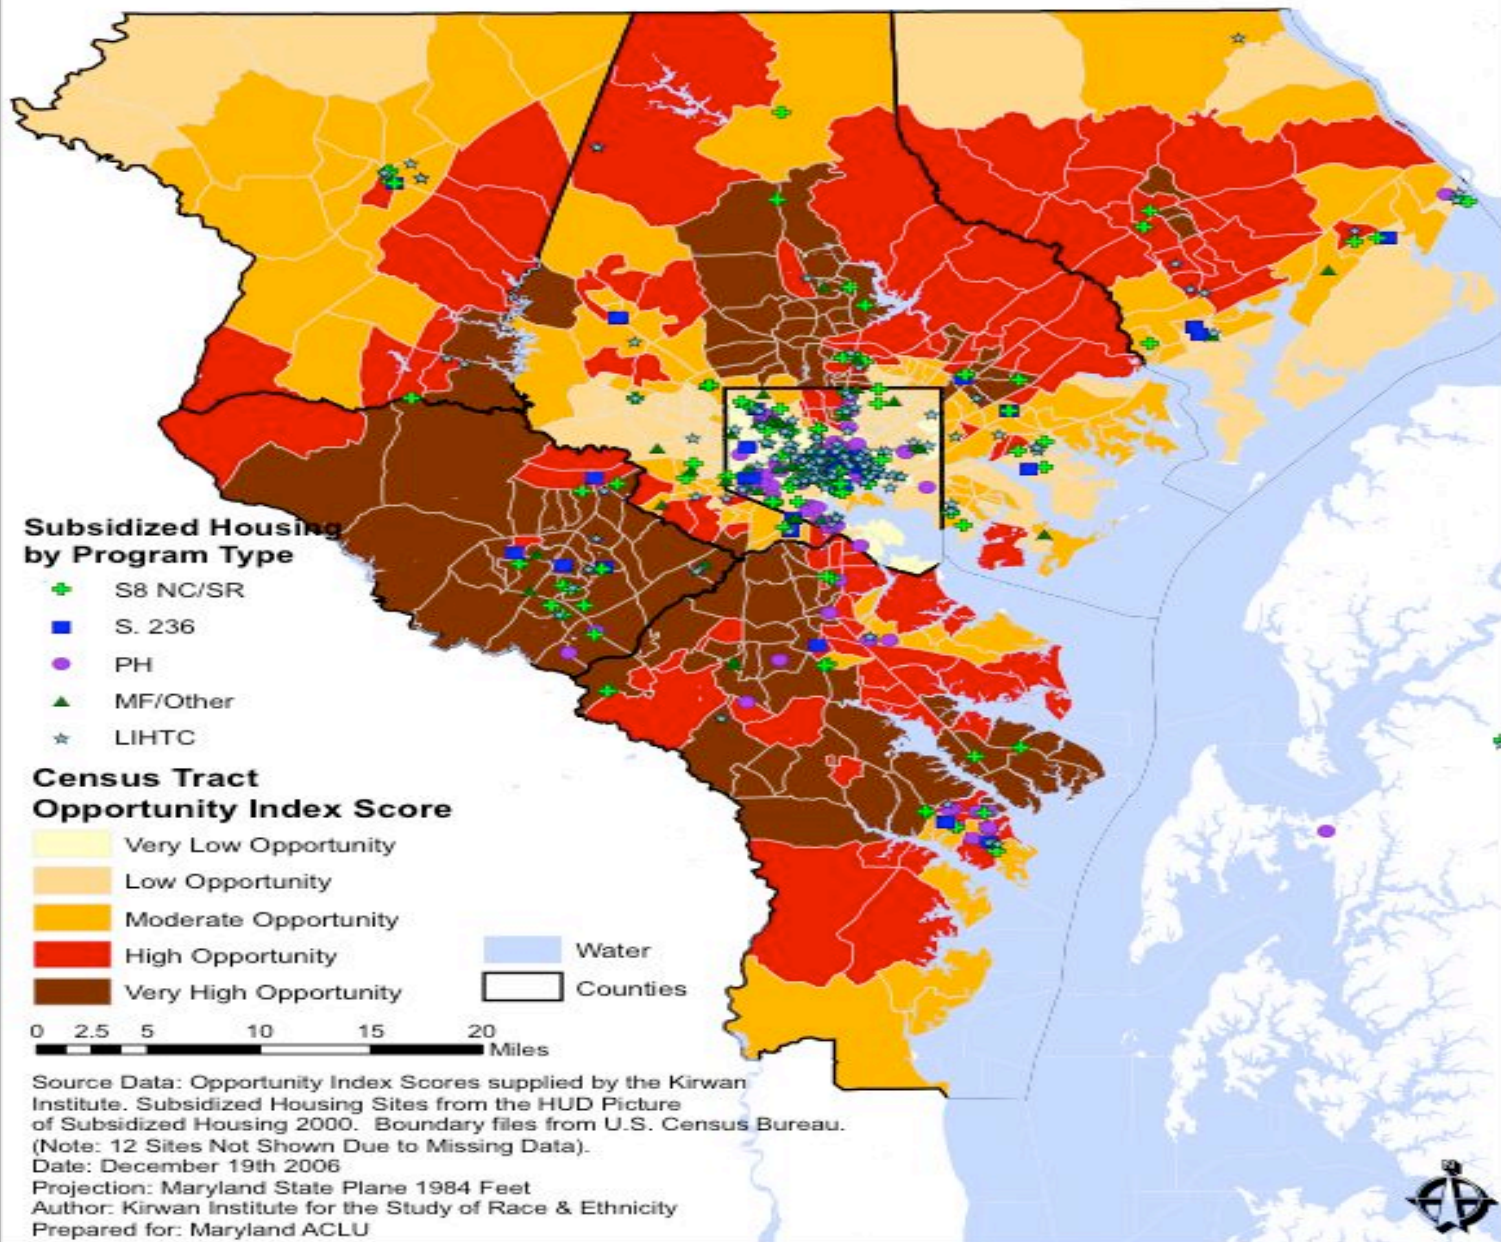 Subsidized Housing
by Program Type
S8 NC/SR
S. 236
PH
MF/Other
LIHTC
Census Tract
Opportunity Index Score
Very Low Opportunity
Low Opportunity
Moderate Opportunity
High Opportunity
Very High Opportunity
Water
Counties
0 2.5 5 10 15 20
Miles
Source Data: Opportunity Index Scores supplied by the Kirwan
Institute. Subsidized Housing Sites from the HUD Picture
of Subsidized Housing 2000. Boundary files from U.S. Census Bureau.
(Note: 12 Sites Not Shown Due to Missing Data).
Date: December 19th 2006
Projection: Maryland State Plane 1984 Feet
Author: Kirwan Institute for the Study of Race & Ethnicity
Prepared for: Maryland ACLU
N